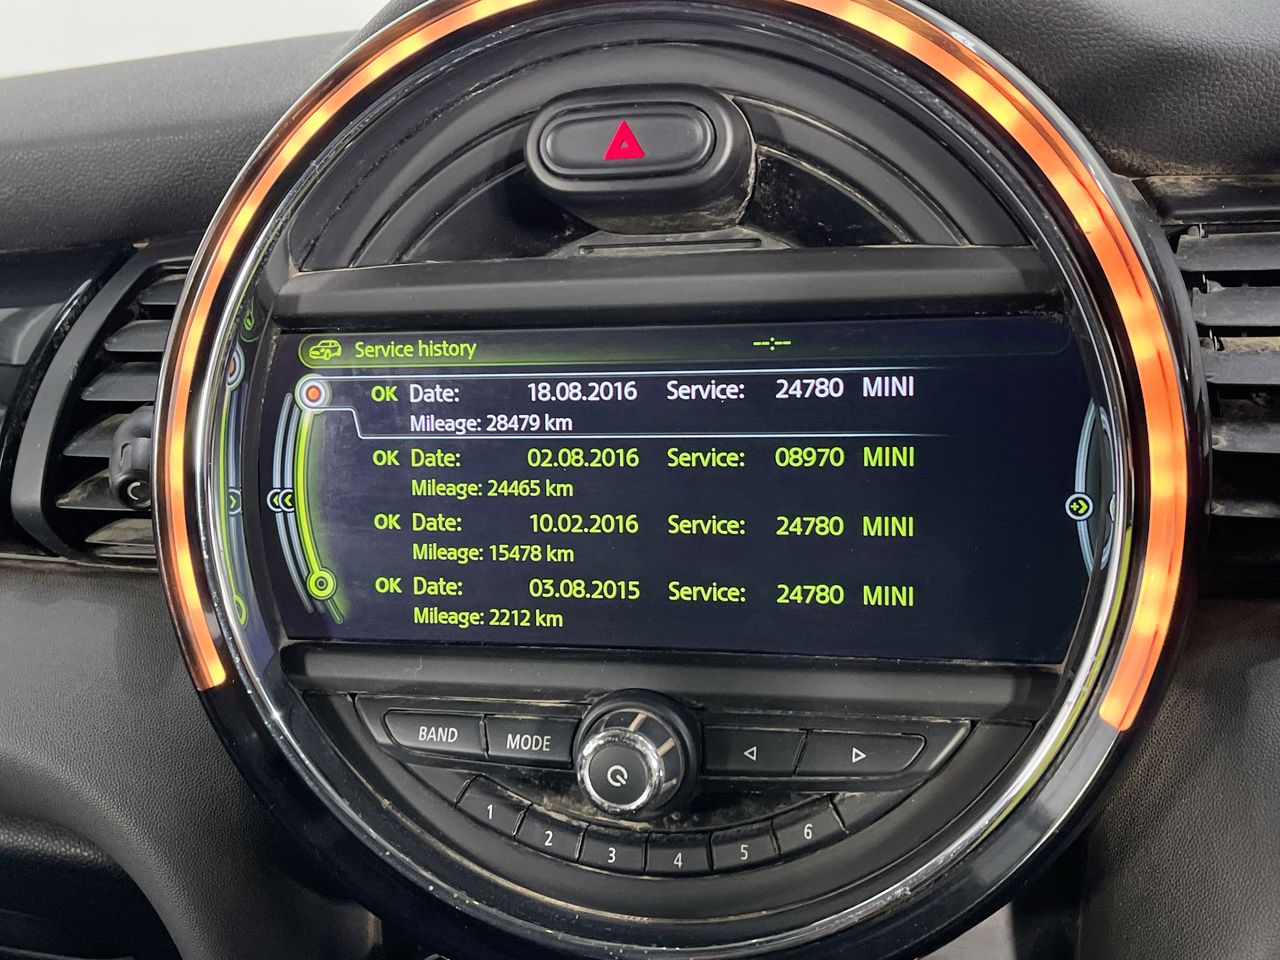 Service history --:--
OK Date: 18.08.2016 Service: 24780 MINI
Mileage: 28479 km
OK Date: 02.08.2016 Service: 08970 MINI
Mileage: 24465 km
OK Date: 10.02.2016 Service: 24780 MINI
Mileage: 15478 km
OK Date: 03.08.2015 Service: 24780 MINI
Mileage: 2212 km
BAND MODE
1 2 3 4 5 6